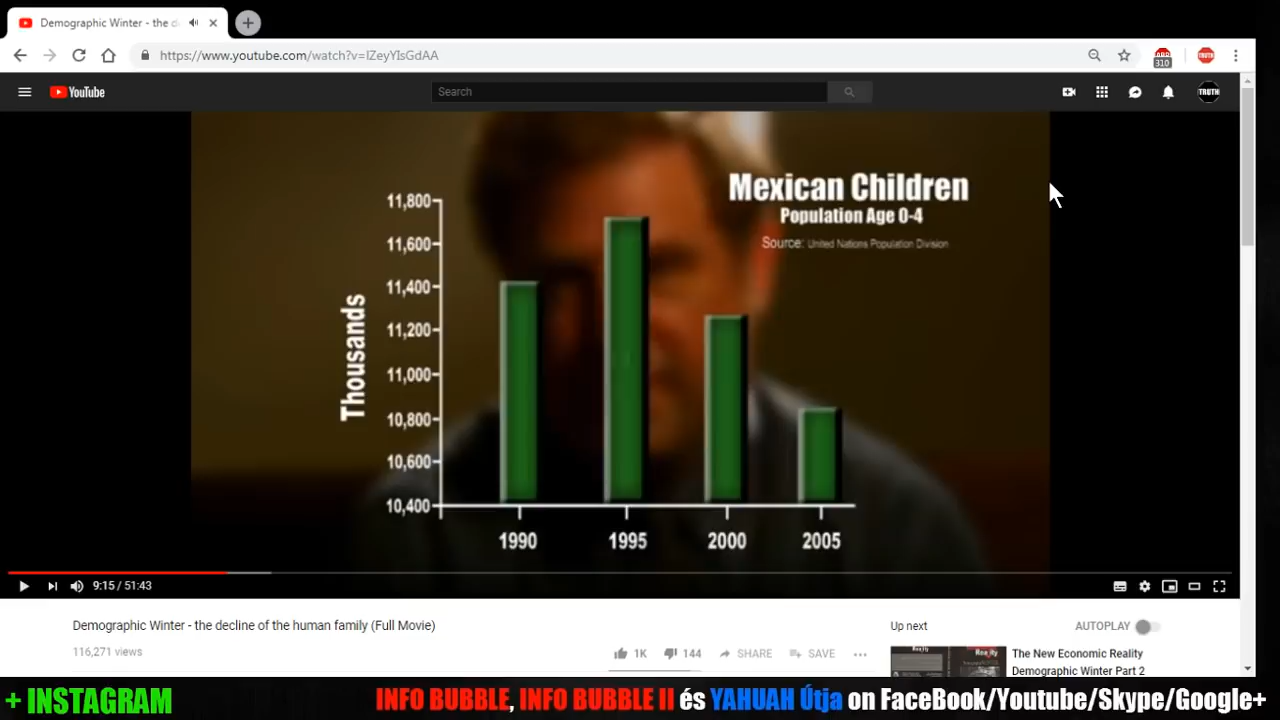 Demographic Winter - the d
https://www.youtube.com/watch?v=lZeyYIsGdAA
310
YouTube
Search
TRUTH
Mexican Children
Population Age 0-4
Source: United Nations Population Division
Thousands
11,800
11,600
11,400
11,200
11,000
10,800
10,600
10,400
1990 1995 2000 2005
9:15 / 51:43
Demographic Winter - the decline of the human family (Full Movie)
116,271 views
1K 144 SHARE SAVE
Up next AUTOPLAY
The New Economic Reality
Demographic Winter Part 2
+ INSTAGRAM
INFO BUBBLE, INFO BUBBLE II és YAHUAH Útja on FaceBook/Youtube/Skype/Google+